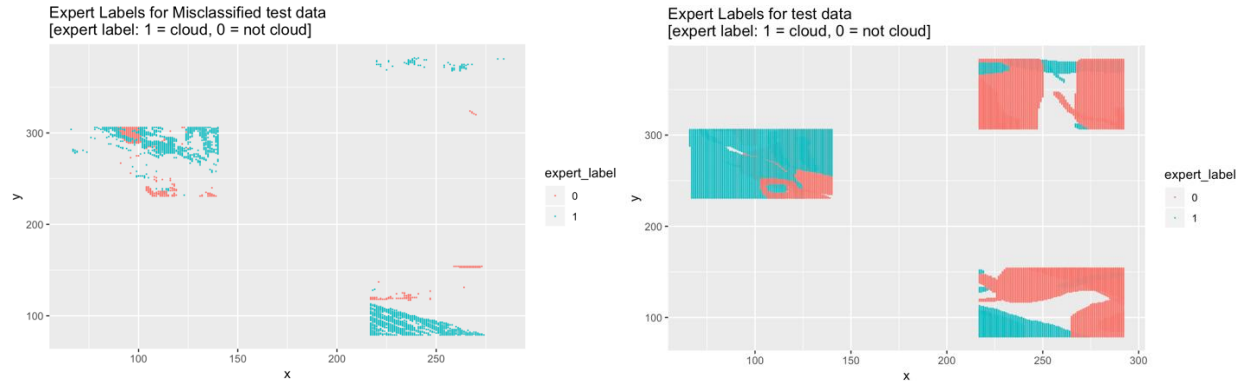 Expert Labels for Misclassified test data
[expert label: 1 = cloud, 0 = not cloud]
300
200
100
y
100
150
200
250
x
expert_label
0
1
Expert Labels for test data
[expert label: 1 = cloud, 0 = not cloud]
300
200
100
y
100
150
200
250
300
x
expert_label
0
1